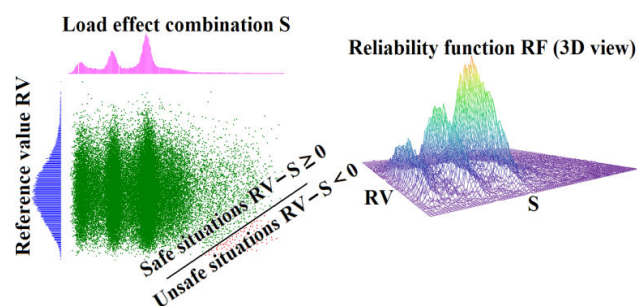 Load effect combination S
Reference value RV
Safe situations RV−S ≥ 0
Unsafe situations RV−S < 0
Reliability function RF (3D view)
RV
S